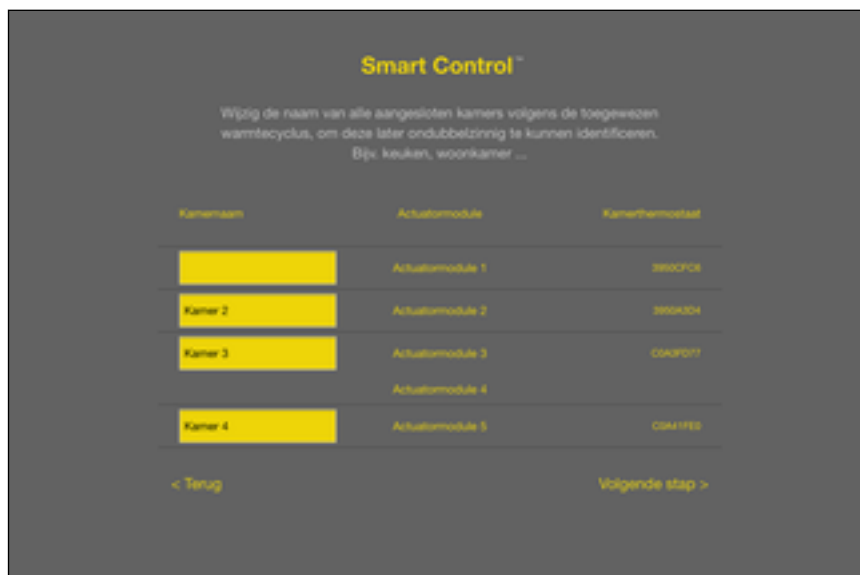 Smart Control™
Wijzig de naam van alle aangesloten kamers volgens de toegewezen
warmtecyclus, om deze later ondubbelzinnig te kunnen identificeren.
Bijv. keuken, woonkamer ...
Kamernaam Actuatormodule Kamerthermostaat
Actuatormodule 1 3950CFC6
Kamer 2 Actuatormodule 2 3950A3D4
Kamer 3 Actuatormodule 3
Actuatormodule 4
Kamer 4 Actuatormodule 5
< Terug Volgende stap >